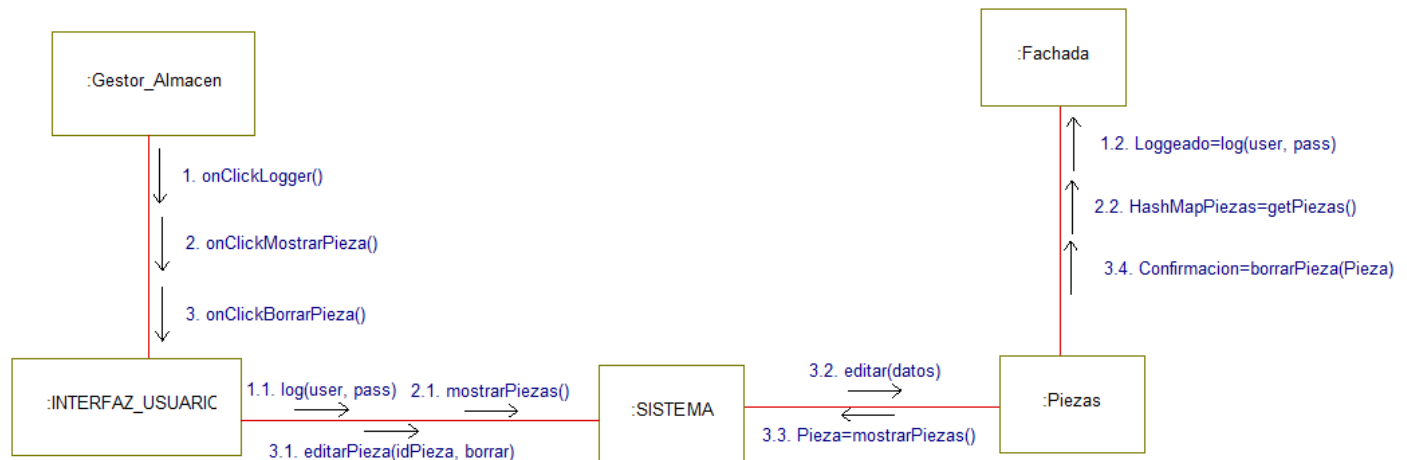 :Gestor_Almacen
:Fachada
1. onClickLogger()
2. onClickMostrarPieza()
3. onClickBorrarPieza()
1.2. Loggeado=log(user, pass)
2.2. HashMapPiezas=getPiezas()
3.4. Confirmacion=borrarPieza(Pieza)
:INTERFAZ_USUARIO
1.1. log(user, pass)
2.1. mostrarPiezas()
3.1. editarPieza(idPieza, borrar)
:SISTEMA
3.2. editar(datos)
3.3. Pieza=mostrarPiezas()
:Piezas